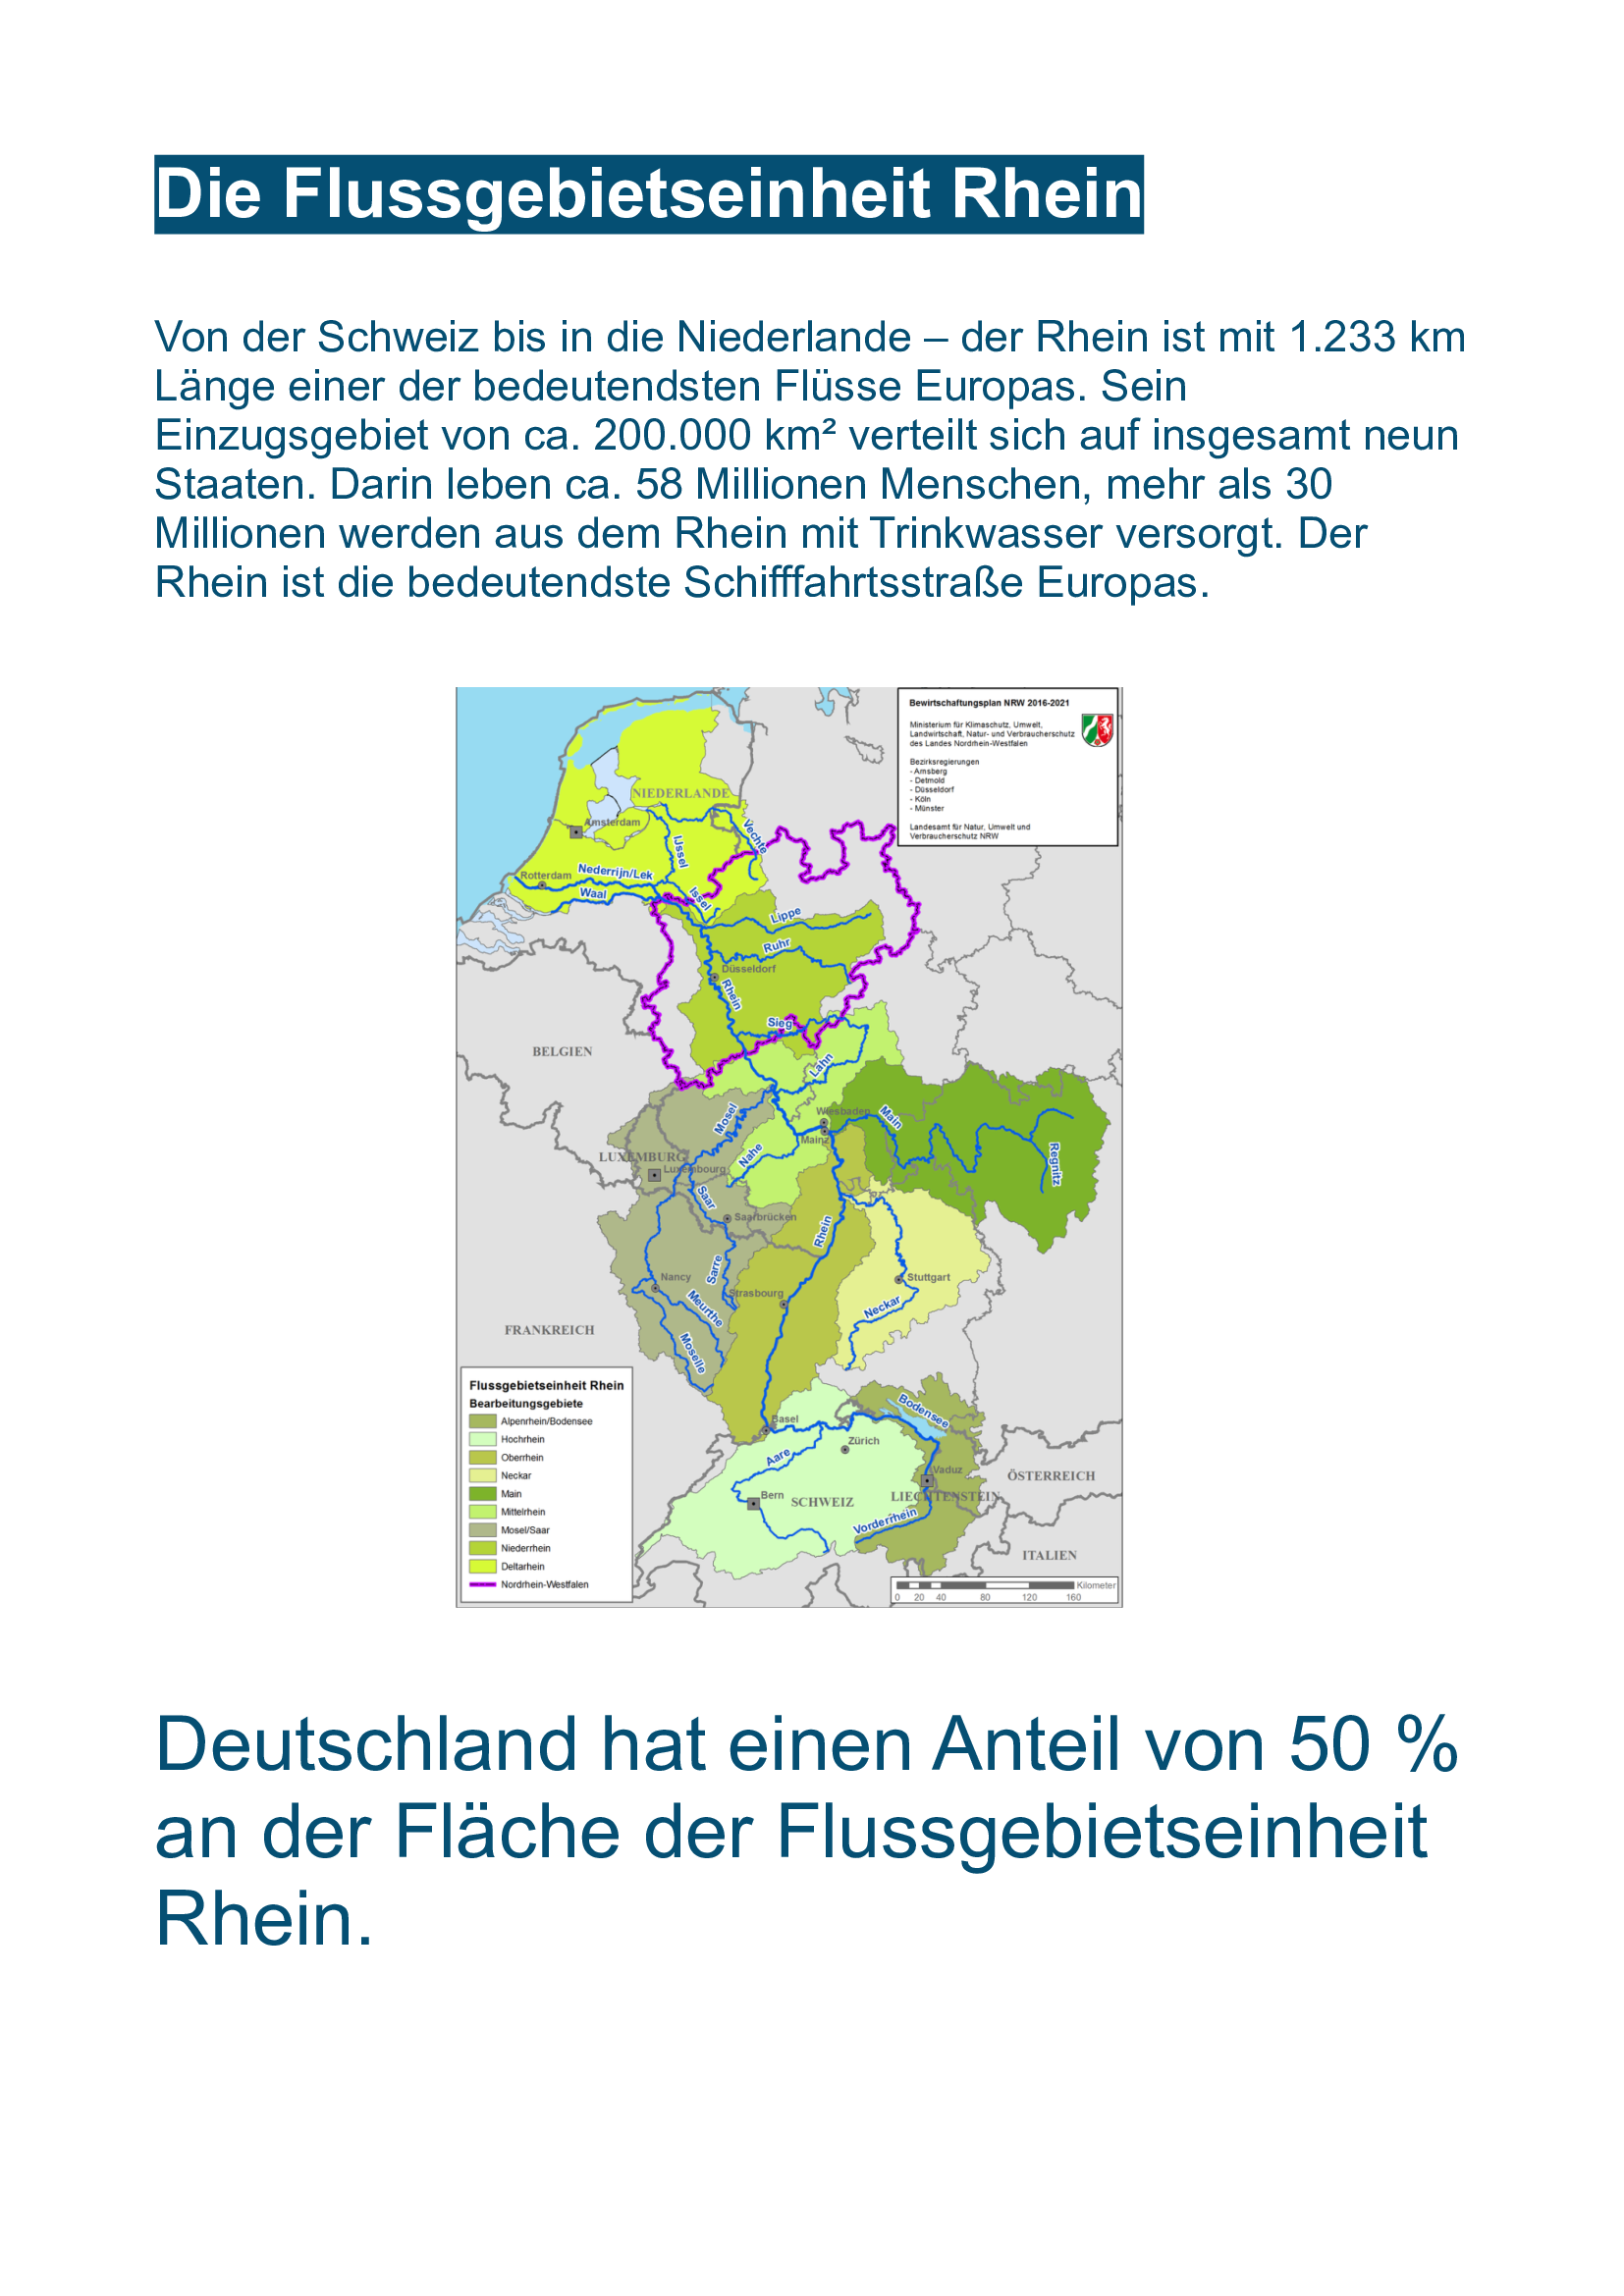 Die Flussgebietseinheit Rhein
Von der Schweiz bis in die Niederlande – der Rhein ist mit 1.233 km
Länge einer der bedeutendsten Flüsse Europas. Sein
Einzugsgebiet von ca. 200.000 km² verteilt sich auf insgesamt neun
Staaten. Darin leben ca. 58 Millionen Menschen, mehr als 30
Millionen werden aus dem Rhein mit Trinkwasser versorgt. Der
Rhein ist die bedeutendste Schifffahrtsstraße Europas.
Bewirtschaftungsplan NRW 2016-2021
Ministerium für Klimaschutz, Umwelt,
Landwirtschaft, Natur- und Verbraucherschutz
des Landes Nordrhein-Westfalen
Bezirksregierungen
- Arnsberg
- Detmold
- Düsseldorf
- Köln
- Münster
Landesamt für Natur, Umwelt und
Verbraucherschutz NRW
NIEDERLANDE
Amsterdam
Vechte
IJssel
Rotterdam
Nederrijn/Lek
Waal
Issel
Lippe
Ruhr
Düsseldorf
Rhein
Sieg
BELGIEN
Lahn
Mosel
Wiesbaden
Main
Mainz
Nahe
Regnitz
LUXEMBURG
Luxembourg
Saar
Saarbrücken
Rhein
Sarre
Nancy
Stuttgart
Strasbourg
Meurthe
Neckar
FRANKREICH
Moselle
Bodensee
Basel
Zürich
Aare
Vaduz
ÖSTERREICH
Bern
SCHWEIZ
LIECHTENSTEIN
Vorderrhein
ITALIEN
Flussgebietseinheit Rhein
Bearbeitungsgebiete
Alpenrhein/Bodensee
Hochrhein
Oberrhein
Neckar
Main
Mittelrhein
Mosel/Saar
Niederrhein
Deltarhein
Nordrhein-Westfalen
Kilometer
0 20 40 80 120 160
Deutschland hat einen Anteil von 50 %
an der Fläche der Flussgebietseinheit
Rhein.